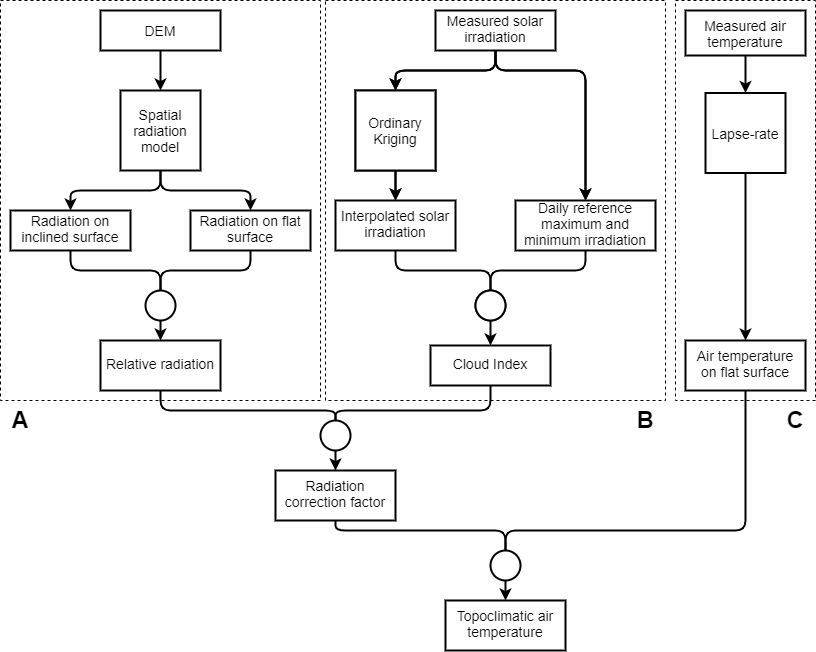 DEM
Spatial
radiation
model
Radiation on
inclined surface
Radiation on flat
surface
Relative radiation
A
Measured solar
irradiation
Ordinary
Kriging
Interpolated solar
irradiation
Daily reference
maximum and
minimum irradiation
Cloud Index
B
Measured air
temperature
Lapse-rate
Air temperature
on flat surface
C
Radiation
correction factor
Topoclimatic air
temperature